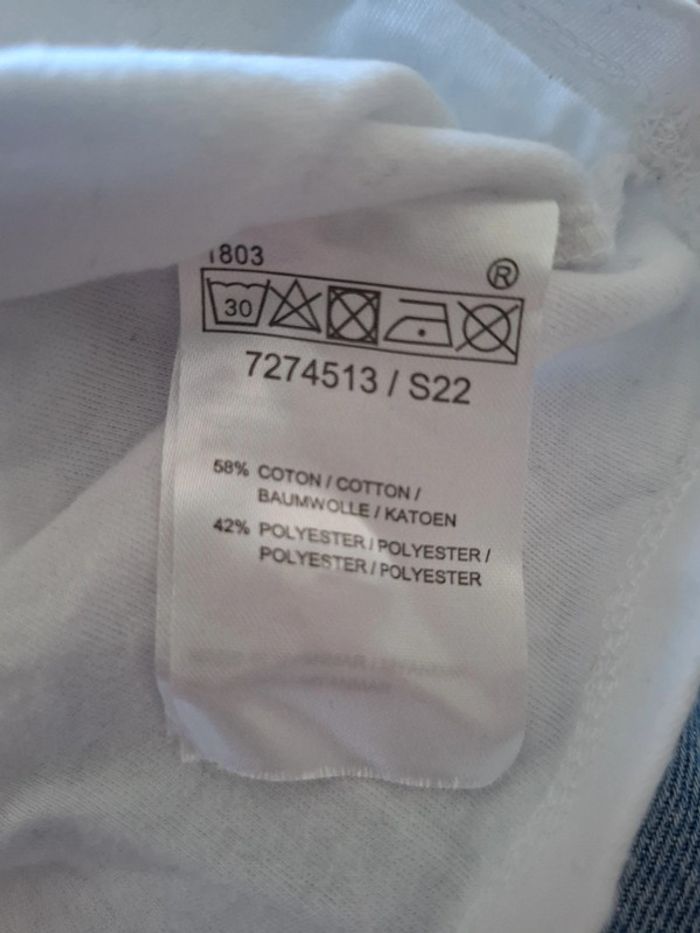 1803
®
30
7274513 / S22
58% COTON / COTTON /
BAUMWOLLE / KATOEN
42% POLYESTER / POLYESTER /
POLYESTER / POLYESTER